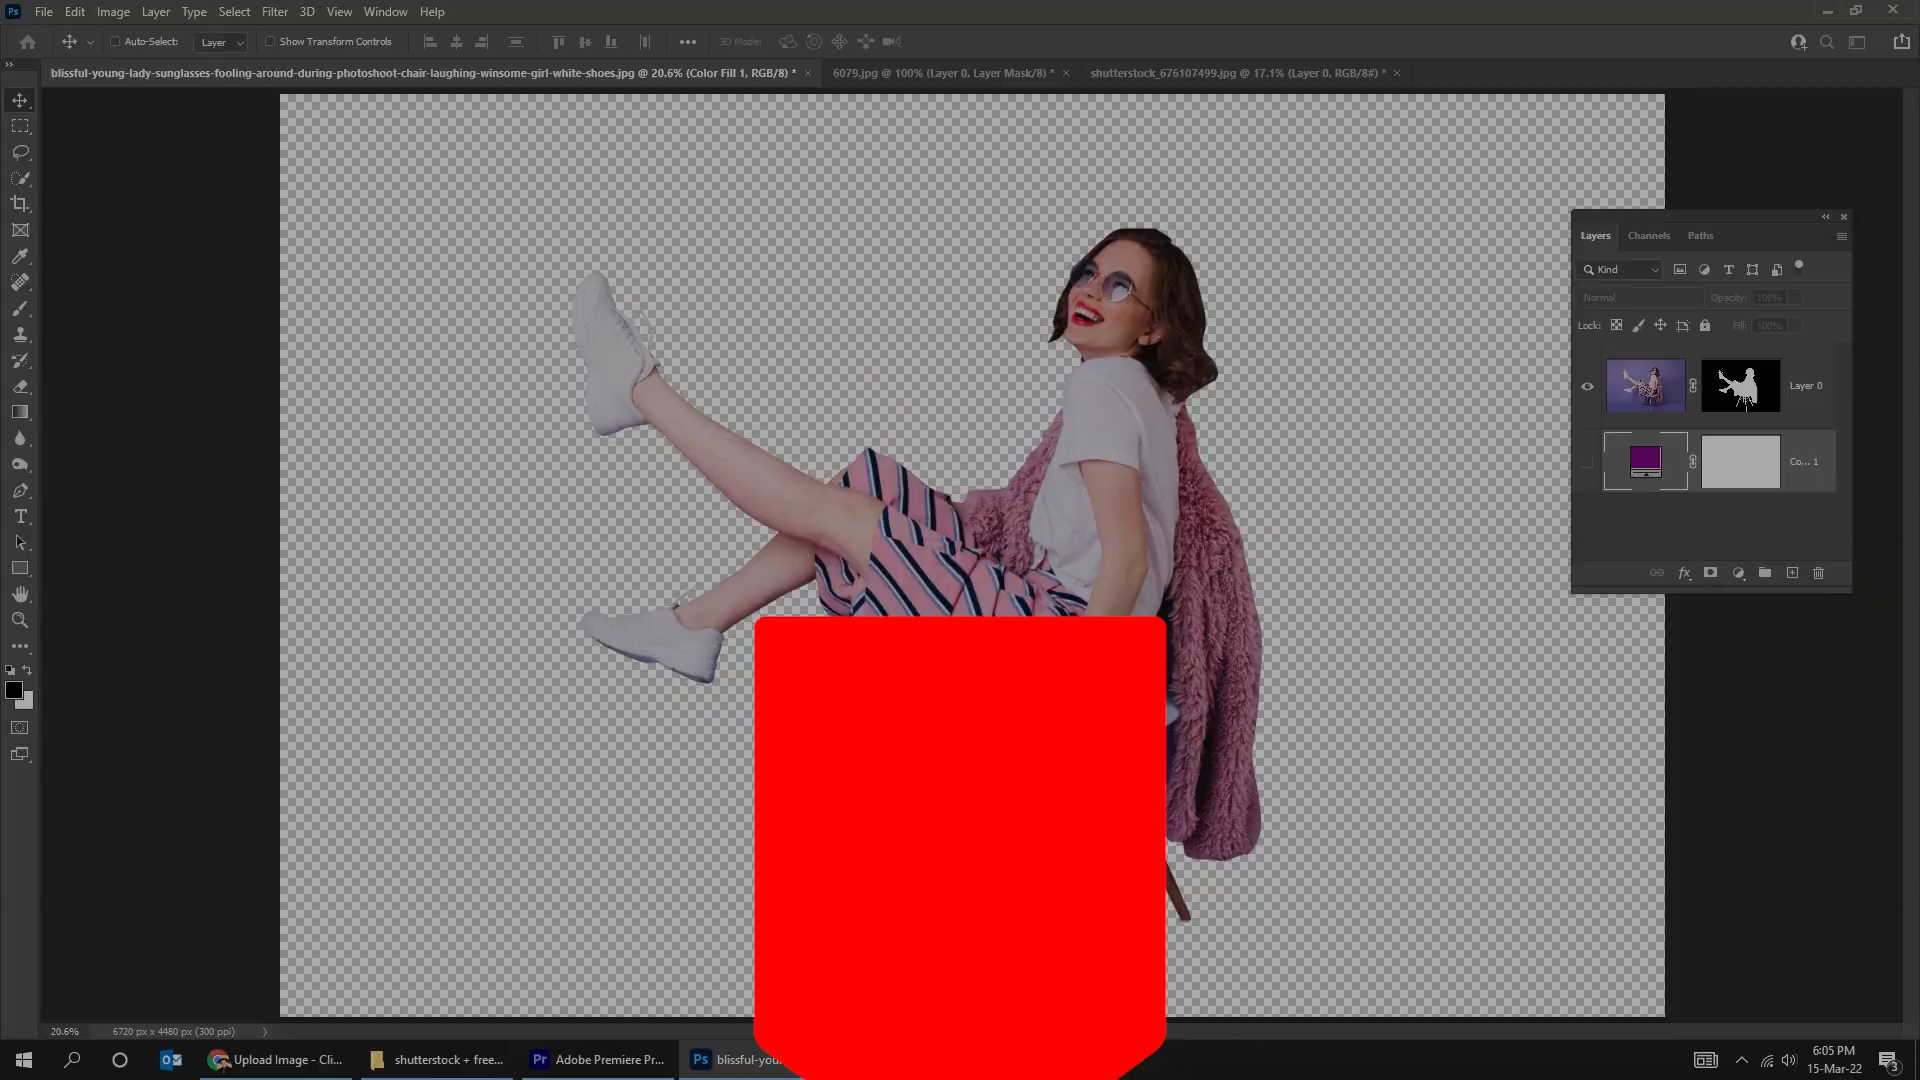 Ps File Edit Image Layer Type Select Filter 3D View Window Help
Auto-Select: Layer Show Transform Controls 3D Mode:
blissful-young-lady-sunglasses-fooling-around-during-photoshoot-chair-laughing-winsome-girl-white-shoes.jpg @ 20.6% (Color Fill 1, RGB/8) * × 6079.jpg @ 100% (Layer 0, Layer Mask/8) * × shutterstock_676107499.jpg @ 17.1% (Layer 0, RGB/8#) * ×
Layers Channels Paths
Kind
Normal Opacity: 100%
Lock: Fill: 100%
Layer 0
Co... 1
20.6% 6720 px x 4480 px (300 ppi)
Upload Image - Cli... shutterstock + free... Pr Adobe Premiere Pr... Ps
6:05 PM
15-Mar-22
3